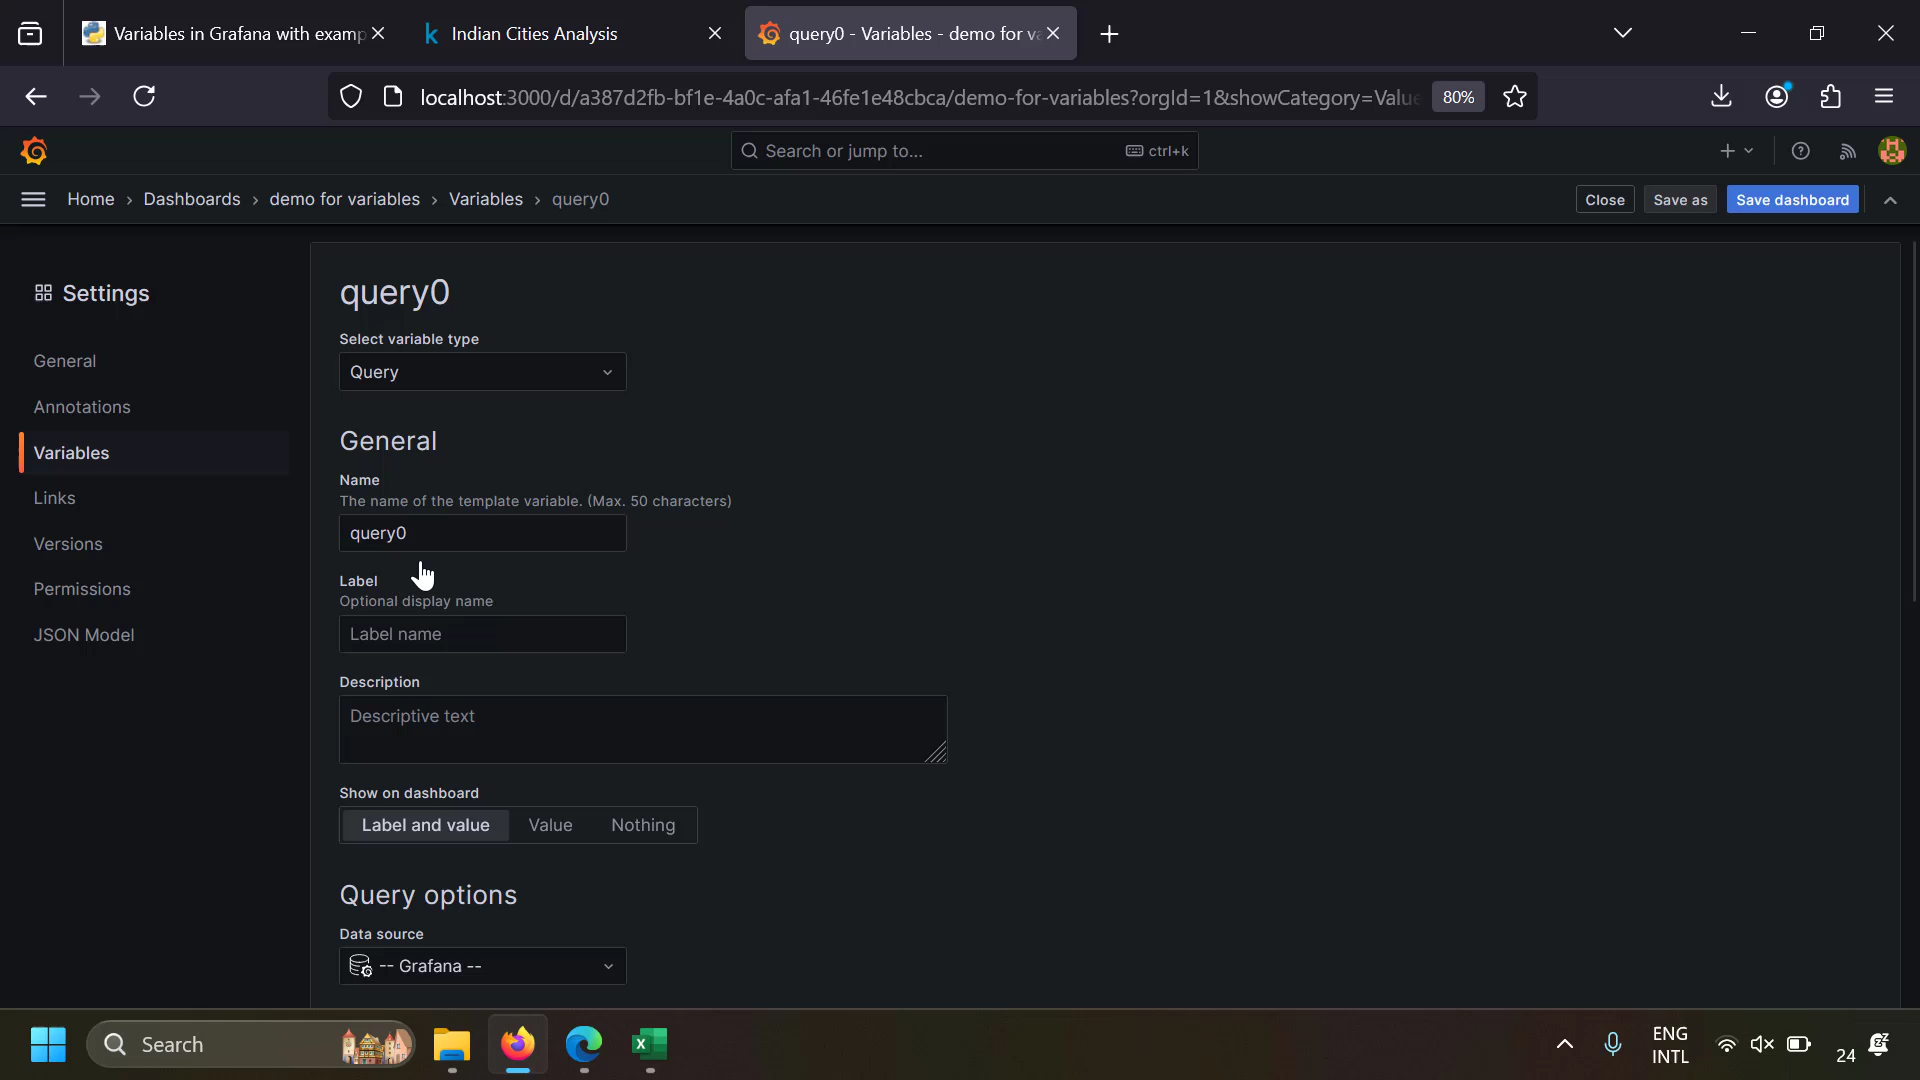 Variables in Grafana with examp
Indian Cities Analysis
query0 - Variables - demo for va
localhost:3000/d/a387d2fb-bf1e-4a0c-afa1-46fe1e48cbca/demo-for-variables?orgId=1&showCategory=Value
80%
Search or jump to...
ctrl+k
Home › Dashboards › demo for variables › Variables › query0
Close
Save as
Save dashboard
Settings
General
Annotations
Variables
Links
Versions
Permissions
JSON Model
query0
Select variable type
Query
General
Name
The name of the template variable. (Max. 50 characters)
query0
Label
Optional display name
Label name
Description
Descriptive text
Show on dashboard
Label and value
Value
Nothing
Query options
Data source
-- Grafana --
Search
ENG
INTL
24